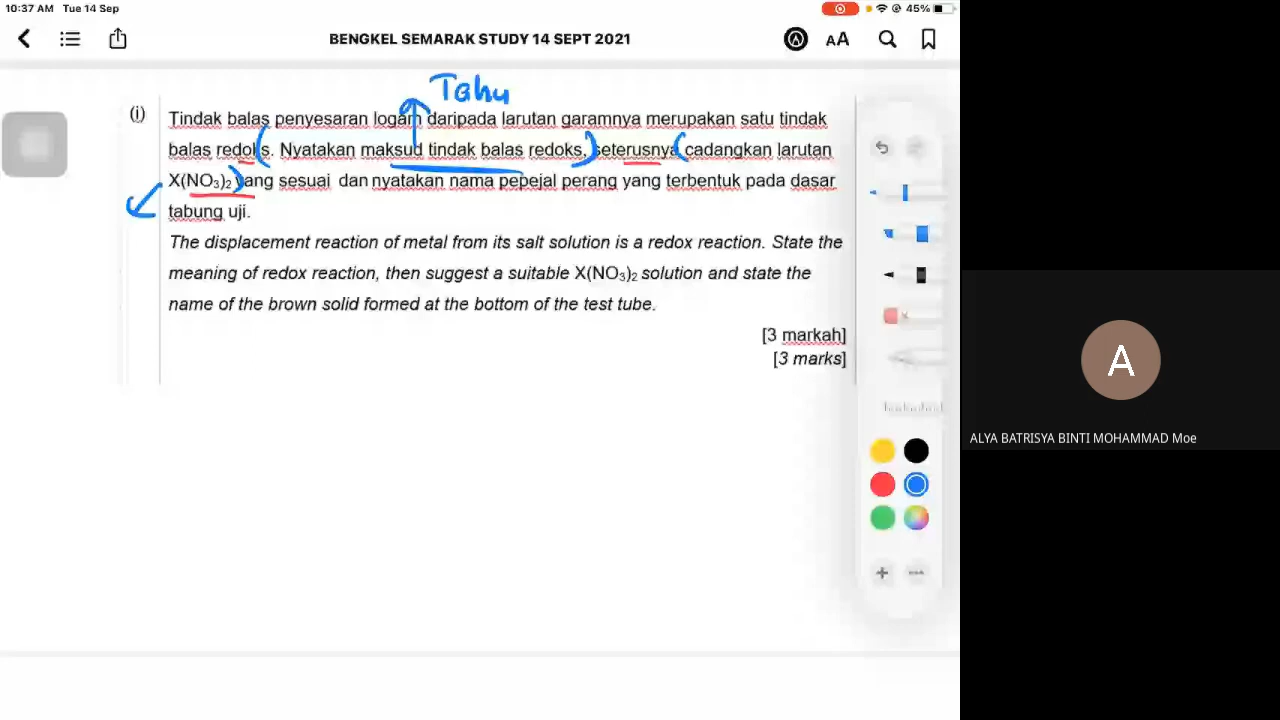 10:37 AM Tue 14 Sep
45%
BENGKEL SEMARAK STUDY 14 SEPT 2021
AA
Tahu
(i) Tindak balas penyesaran logam daripada larutan garamnya merupakan satu tindak
balas redoks. Nyatakan maksud tindak balas redoks, seterusnya cadangkan larutan
X(NO₃)₂ yang sesuai dan nyatakan nama pepejal perang yang terbentuk pada dasar
tabung uji.
The displacement reaction of metal from its salt solution is a redox reaction. State the
meaning of redox reaction, then suggest a suitable X(NO₃)₂ solution and state the
name of the brown solid formed at the bottom of the test tube.
[3 markah]
[3 marks]
A
ALYA BATRISYA BINTI MOHAMMAD Moe